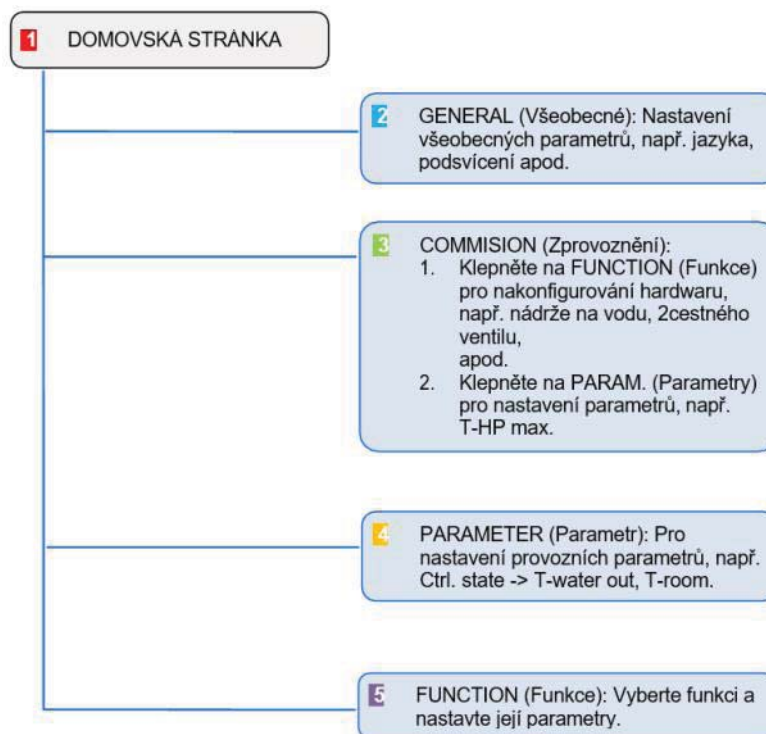 1 DOMOVSKÁ STRÁNKA
2 GENERAL (Všeobecné): Nastavení
všeobecných parametrů, např. jazyka,
podsvícení apod.
3 COMMISION (Zprovoznění):
1. Klepněte na FUNCTION (Funkce)
pro nakonfigurování hardwaru,
např. nádrže na vodu, 2cestného
ventilu,
apod.
2. Klepněte na PARAM. (Parametry)
pro nastavení parametrů, např.
T-HP max.
4 PARAMETER (Parametr): Pro
nastavení provozních parametrů, např.
Ctrl. state -> T-water out, T-room.
5 FUNCTION (Funkce): Vyberte funkci a
nastavte její parametry.